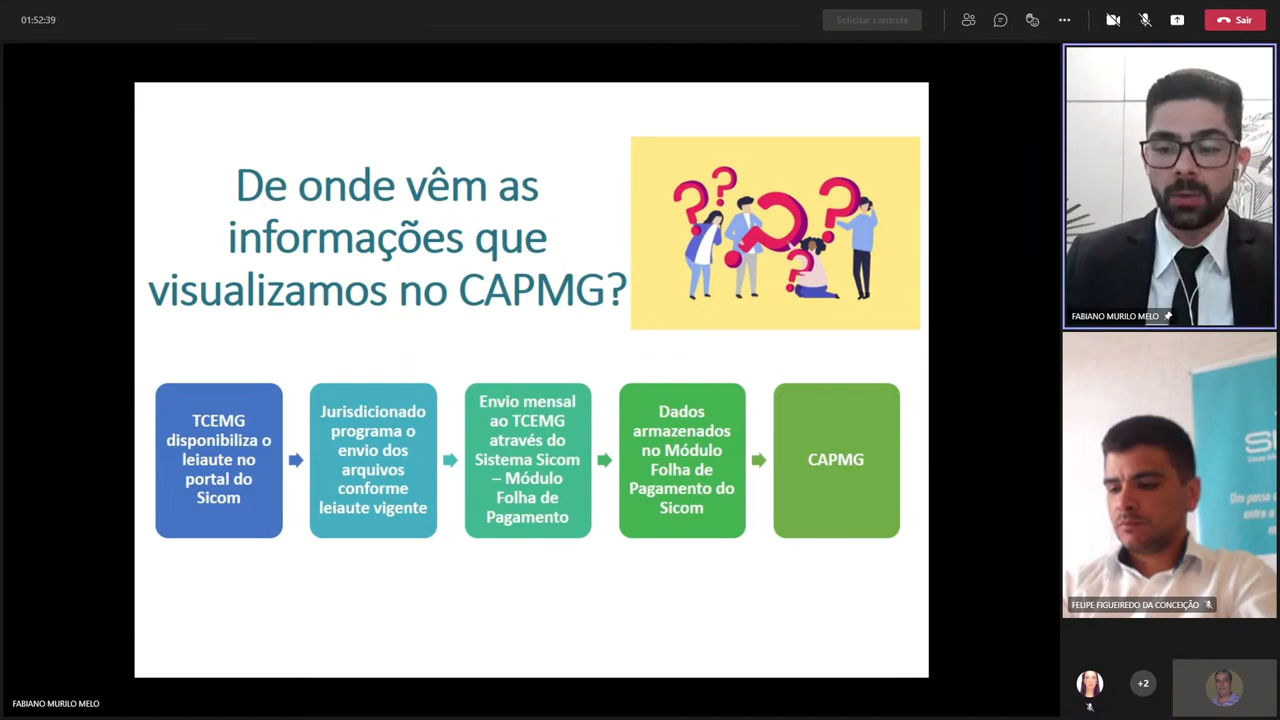 01:52:39
Solicitar controle
Sair
De onde vêm as
informações que
visualizamos no CAPMG?
TCEMG
disponibiliza o
leiaute no
portal do
Sicom
Jurisdicionado
programa o
envio dos
arquivos
conforme
leiaute vigente
Envio mensal
ao TCEMG
através do
Sistema Sicom
– Módulo
Folha de
Pagamento
Dados
armazenados
no Módulo
Folha de
Pagamento do
Sicom
CAPMG
FABIANO MURILO MELO
Um passo
entre a
FELIPE FIGUEIREDO DA CONCEIÇÃO
+2
FABIANO MURILO MELO